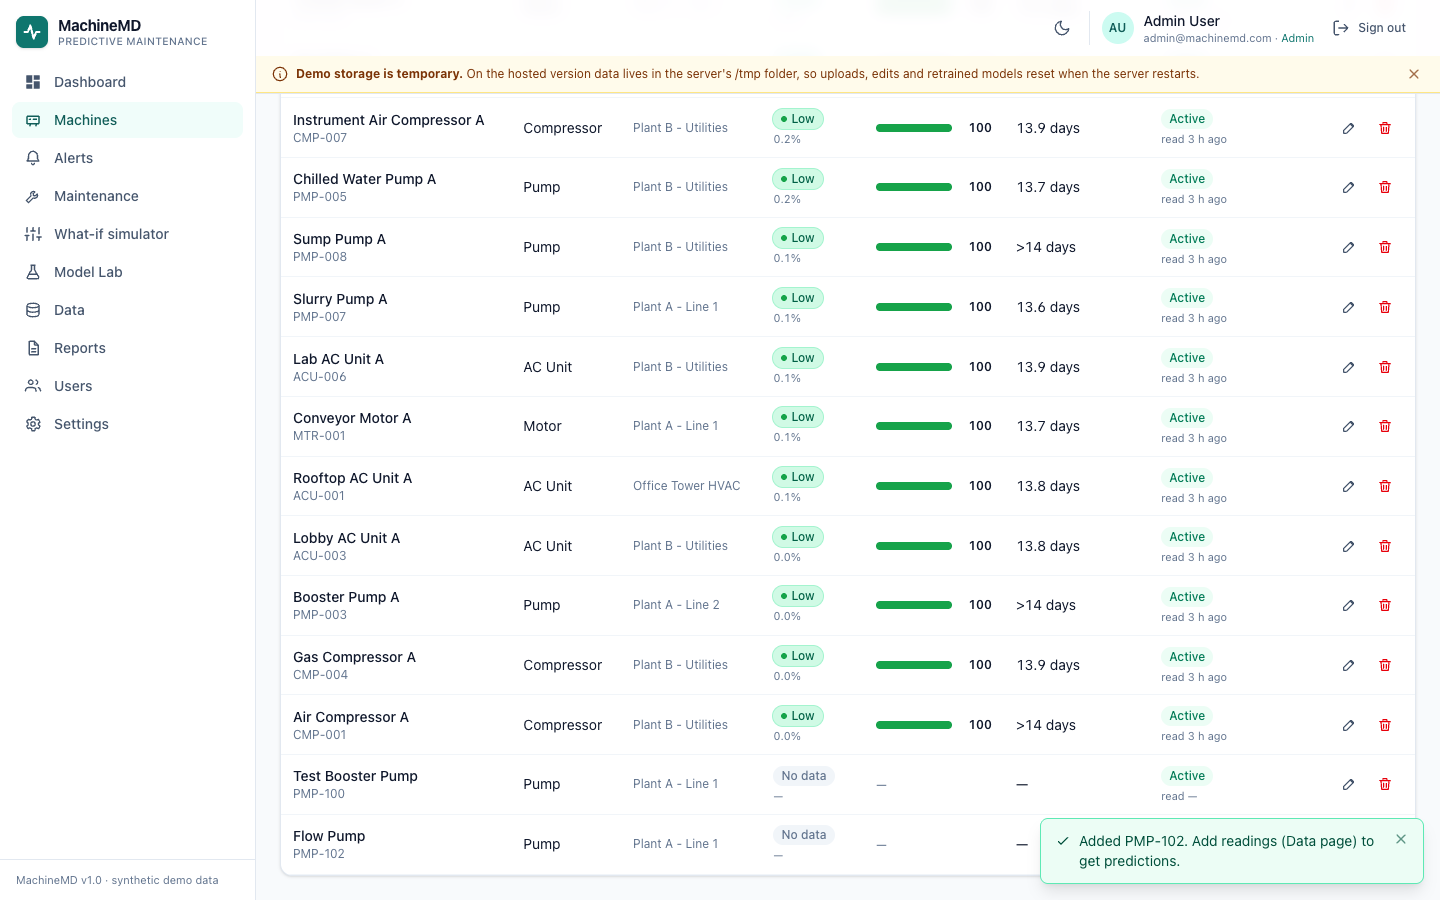 MachineMD
PREDICTIVE MAINTENANCE
Dashboard
Machines
Alerts
Maintenance
What-if simulator
Model Lab
Data
Reports
Users
Settings
MachineMD v1.0 · synthetic demo data
AU
Admin User
admin@machinemd.com · Admin
Sign out
Demo storage is temporary. On the hosted version data lives in the server's /tmp folder, so uploads, edits and retrained models reset when the server restarts.
Instrument Air Compressor A
CMP-007
Compressor
Plant B - Utilities
Low
0.2%
100
13.9 days
Active
read 3 h ago
Chilled Water Pump A
PMP-005
Pump
Plant B - Utilities
Low
0.2%
100
13.7 days
Active
read 3 h ago
Sump Pump A
PMP-008
Pump
Plant B - Utilities
Low
0.1%
100
>14 days
Active
read 3 h ago
Slurry Pump A
PMP-007
Pump
Plant A - Line 1
Low
0.1%
100
13.6 days
Active
read 3 h ago
Lab AC Unit A
ACU-006
AC Unit
Plant B - Utilities
Low
0.1%
100
13.9 days
Active
read 3 h ago
Conveyor Motor A
MTR-001
Motor
Plant A - Line 1
Low
0.1%
100
13.7 days
Active
read 3 h ago
Rooftop AC Unit A
ACU-001
AC Unit
Office Tower HVAC
Low
0.1%
100
13.8 days
Active
read 3 h ago
Lobby AC Unit A
ACU-003
AC Unit
Plant B - Utilities
Low
0.0%
100
13.8 days
Active
read 3 h ago
Booster Pump A
PMP-003
Pump
Plant A - Line 2
Low
0.0%
100
>14 days
Active
read 3 h ago
Gas Compressor A
CMP-004
Compressor
Plant B - Utilities
Low
0.0%
100
13.9 days
Active
read 3 h ago
Air Compressor A
CMP-001
Compressor
Plant B - Utilities
Low
0.0%
100
>14 days
Active
read 3 h ago
Test Booster Pump
PMP-100
Pump
Plant A - Line 1
No data
—
—
—
Active
read —
Flow Pump
PMP-102
Pump
Plant A - Line 1
No data
—
—
—
Added PMP-102. Add readings (Data page) to
get predictions.